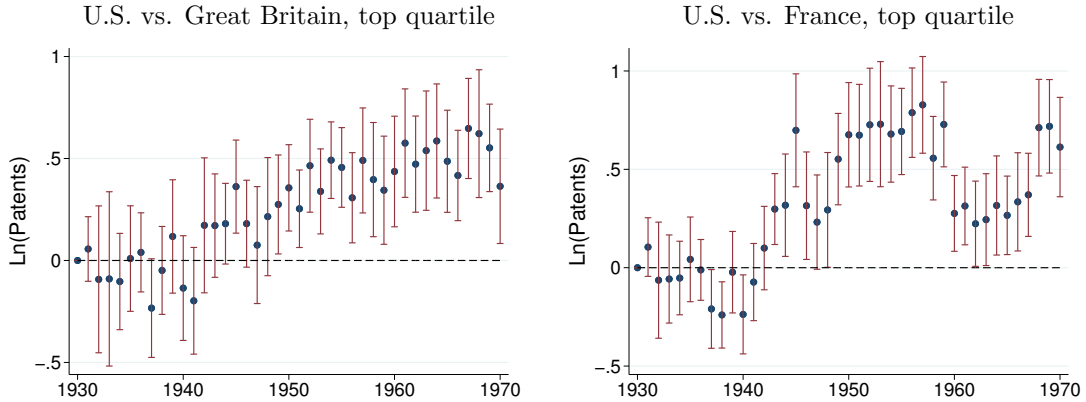 U.S. vs. Great Britain, top quartile
Ln(Patents)
1
.5
0
-.5
1930 1940 1950 1960 1970
U.S. vs. France, top quartile
Ln(Patents)
1
.5
0
-.5
1930 1940 1950 1960 1970